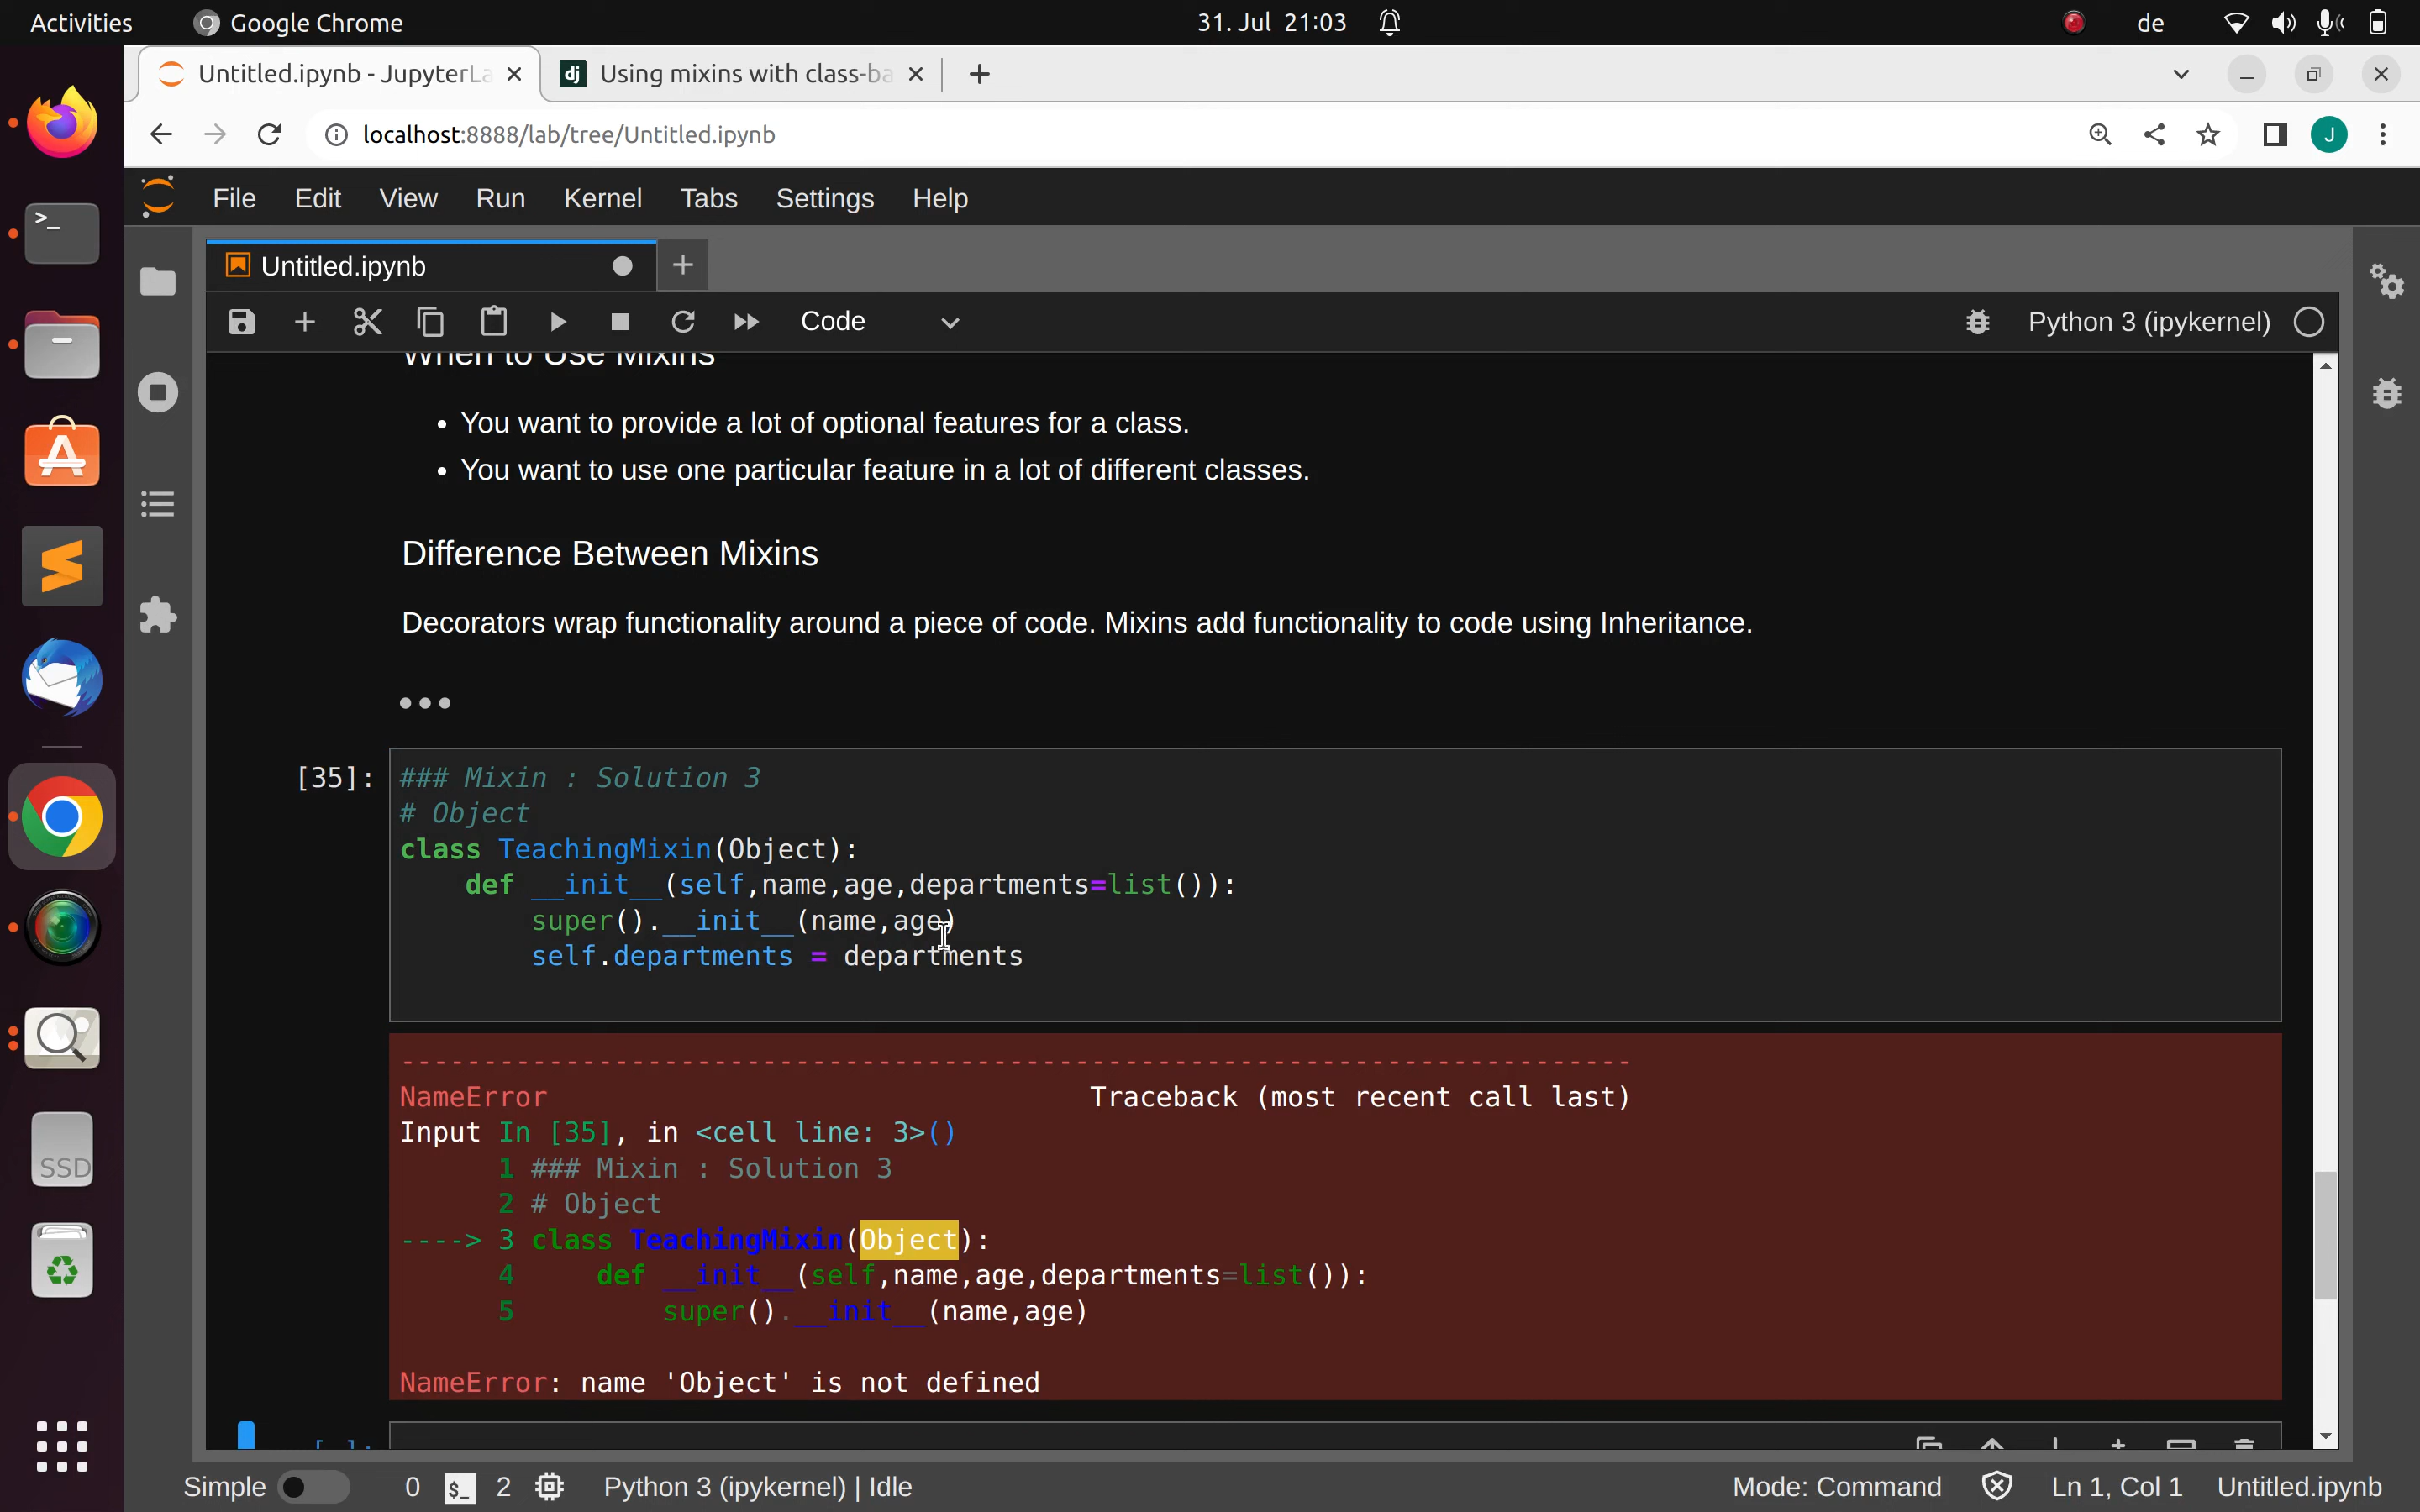 Activities
Google Chrome
31. Jul 21:03
de
Untitled.ipynb - JupyterLa
Using mixins with class-ba
localhost:8888/lab/tree/Untitled.ipynb
J
File Edit View Run Kernel Tabs Settings Help
Untitled.ipynb
Code
Python 3 (ipykernel)
When to Use Mixins
• You want to provide a lot of optional features for a class.
• You want to use one particular feature in a lot of different classes.
Difference Between Mixins
Decorators wrap functionality around a piece of code. Mixins add functionality to code using Inheritance.
[35]:
### Mixin : Solution 3
# Object
class TeachingMixin(Object):
    def __init__(self,name,age,departments=list()):
        super().__init__(name,age)
        self.departments = departments
---------------------------------------------------------------------------
NameError                                 Traceback (most recent call last)
Input In [35], in <cell line: 3>()
      1 ### Mixin : Solution 3
      2 # Object
----> 3 class TeachingMixin(Object):
      4     def __init__(self,name,age,departments=list()):
      5         super().__init__(name,age)
NameError: name 'Object' is not defined
[ ]:
SSD
Simple
0
2
Python 3 (ipykernel) | Idle
Mode: Command
Ln 1, Col 1
Untitled.ipynb